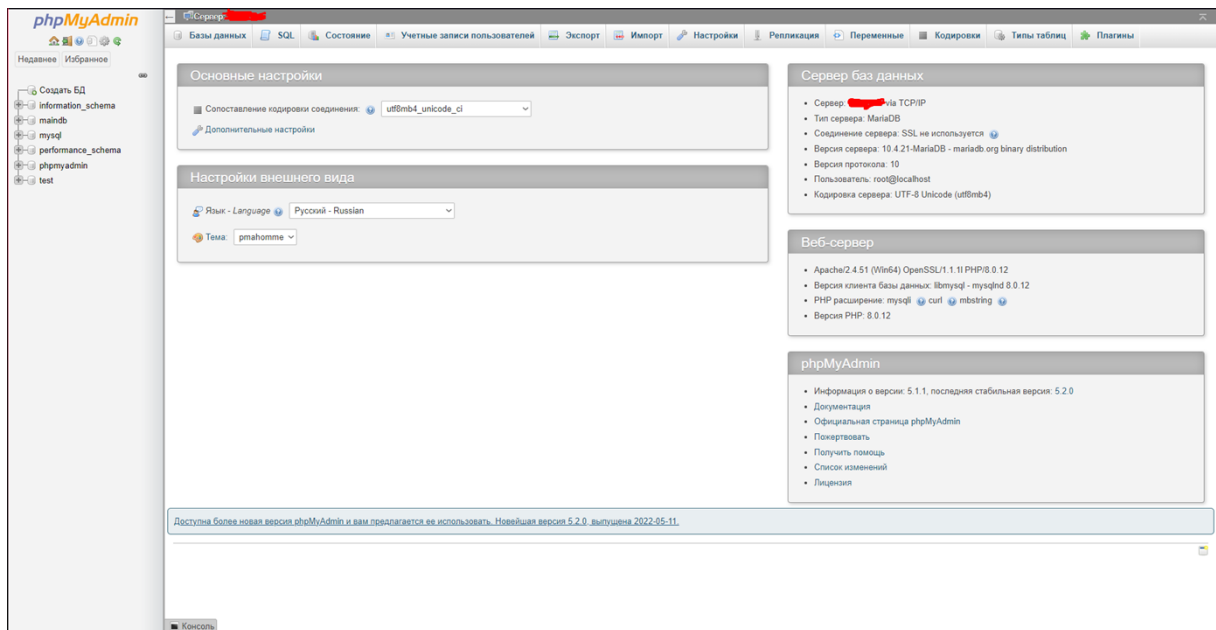 phpMyAdmin
Недавнее Избранное
Создать БД
information_schema
maindb
mysql
performance_schema
phpmyadmin
test
Сервер:
Базы данных SQL Состояние Учетные записи пользователей Экспорт Импорт Настройки Репликация Переменные Кодировки Типы таблиц Плагины
Основные настройки
Сопоставление кодировки соединения: utf8mb4_unicode_ci
Дополнительные настройки
Настройки внешнего вида
Язык - Language Русский - Russian
Тема: pmahomme
Сервер баз данных
Сервер: via TCP/IP
Тип сервера: MariaDB
Соединение сервера: SSL не используется
Версия сервера: 10.4.21-MariaDB - mariadb.org binary distribution
Версия протокола: 10
Пользователь: root@localhost
Кодировка сервера: UTF-8 Unicode (utf8mb4)
Веб-сервер
Apache/2.4.51 (Win64) OpenSSL/1.1.1l PHP/8.0.12
Версия клиента базы данных: libmysql - mysqlnd 8.0.12
PHP расширение: mysqli curl mbstring
Версия PHP: 8.0.12
phpMyAdmin
Информация о версии: 5.1.1, последняя стабильная версия: 5.2.0
Документация
Официальная страница phpMyAdmin
Пожертвовать
Получить помощь
Список изменений
Лицензия
Доступна более новая версия phpMyAdmin и вам предлагается ее использовать. Новейшая версия 5.2.0, выпущена 2022-05-11.
Консоль